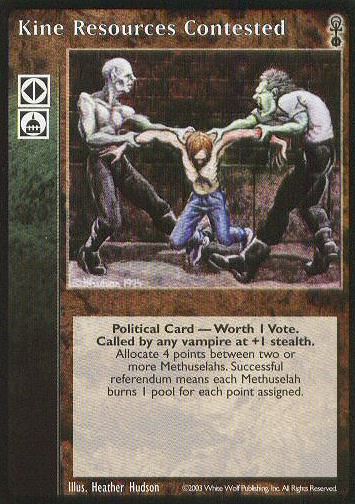 Kine Resources Contested
Political Card — Worth 1 Vote.
Called by any vampire at +1 stealth.
Allocate 4 points between two or
more Methuselahs. Successful
referendum means each Methuselah
burns 1 pool for each point assigned.
Illus. Heather Hudson
©2003 White Wolf Publishing, Inc. All Rights Reserved.